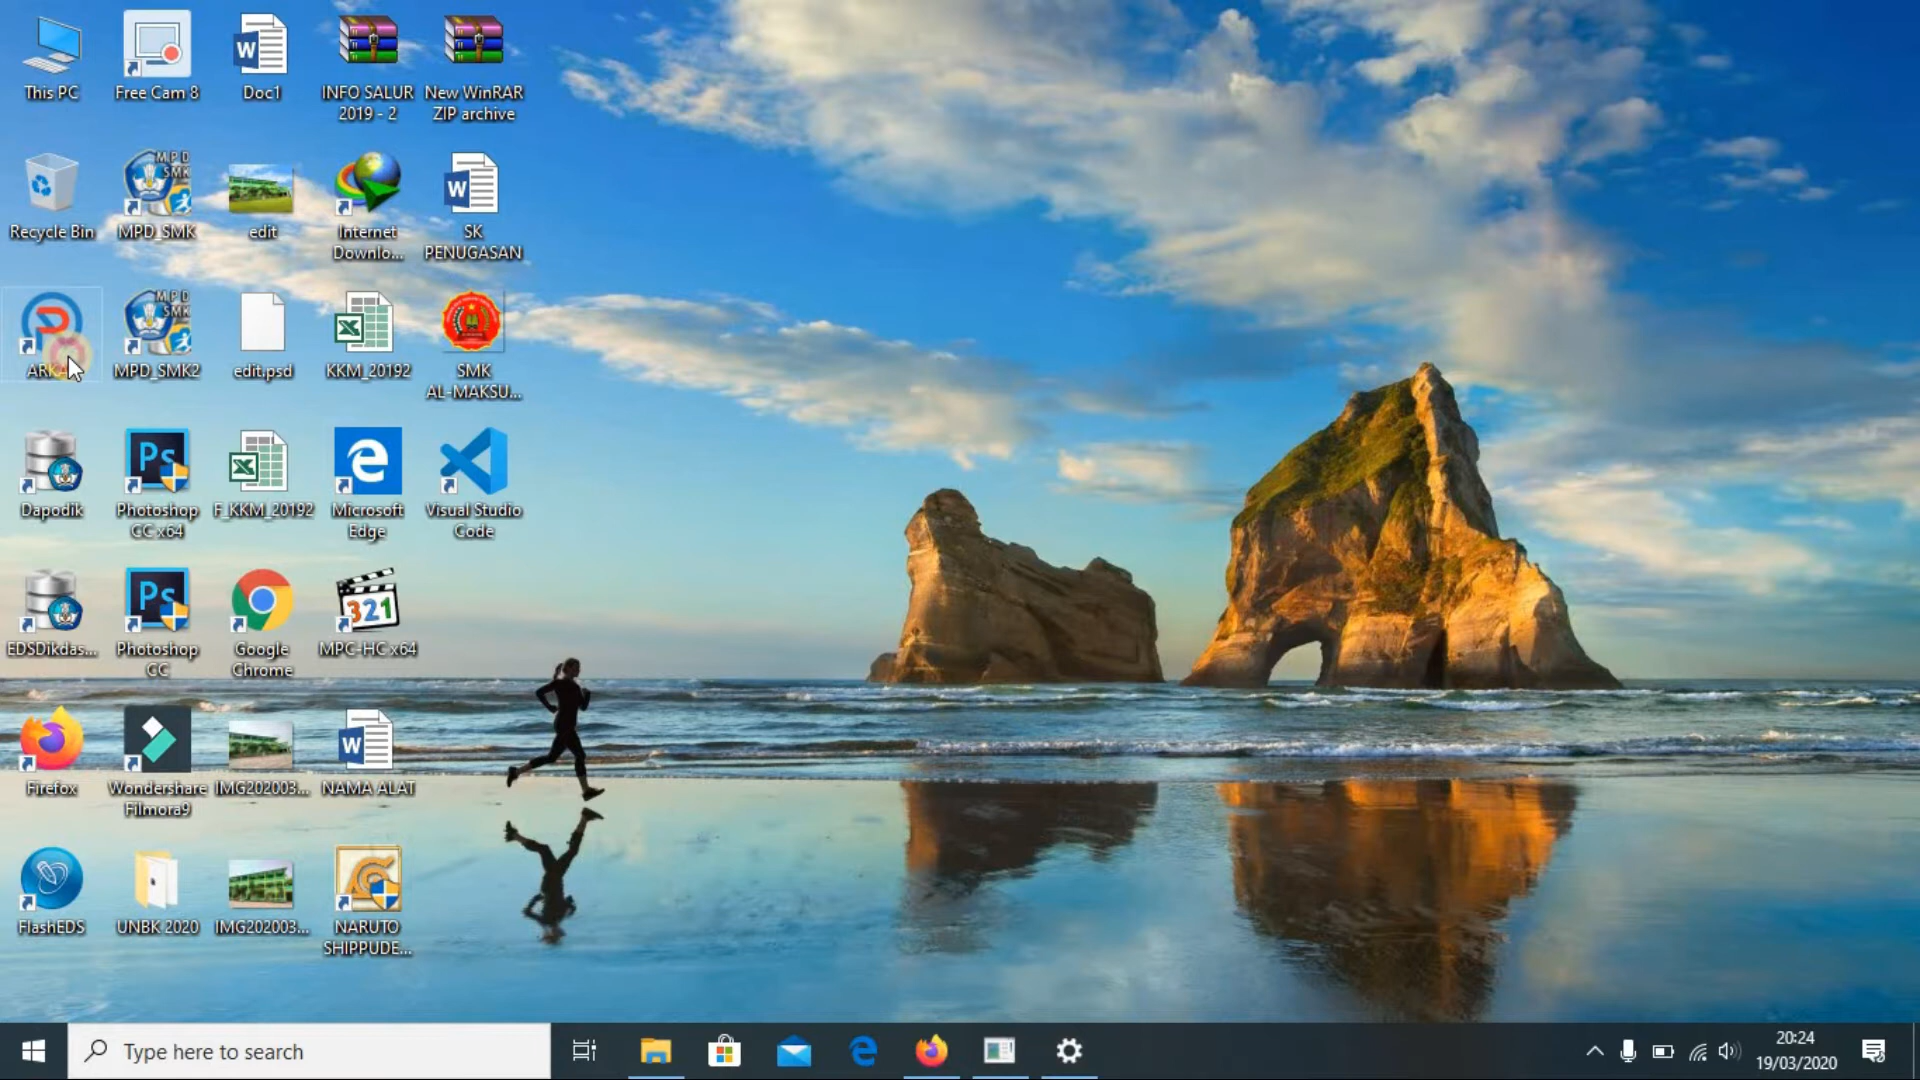 This PC
Free Cam 8
Doc1
INFO SALUR
2019 - 2
New WinRAR
ZIP archive
Recycle Bin
MPD_SMK
edit
Internet
Downlo...
SK
PENUGASAN
MPD_SMK2
edit.psd
KKM_20192
SMK
AL-MAKSU...
Dapodik
Photoshop
CC x64
F_KKM_20192
Microsoft
Edge
Visual Studio
Code
EDSDikdas...
Photoshop
CC
Google
Chrome
MPC-HC x64
Firefox
Wondershare
Filmora9
IMG202003...
NAMA ALAT
FlashEDS
UNBK 2020
IMG202003...
NARUTO
SHIPPUDE...
Type here to search
20:24
19/03/2020